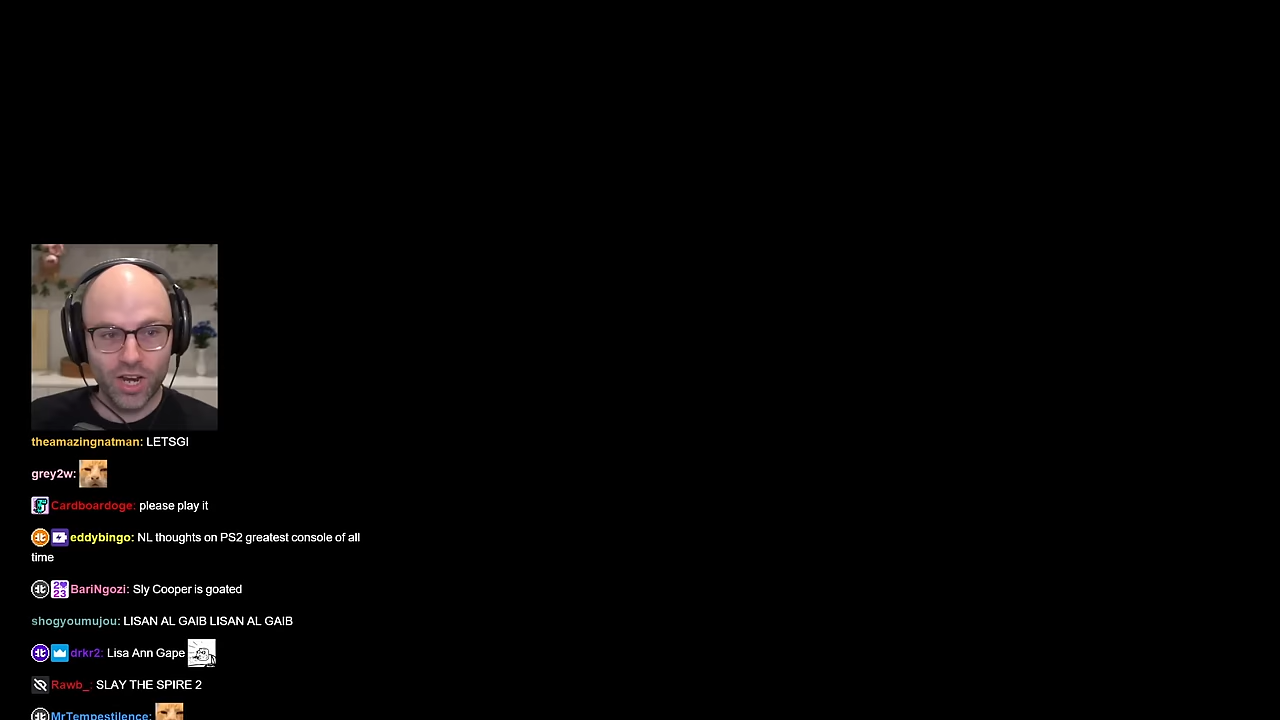 theamazingnatman: LETSGI
grey2w:
Cardboardoge: please play it
eddybingo: NL thoughts on PS2 greatest console of all
time
BariNgozi: Sly Cooper is goated
shogyoumujou: LISAN AL GAIB LISAN AL GAIB
drkr2: Lisa Ann Gape
Rawb_: SLAY THE SPIRE 2
MrTempestilence: